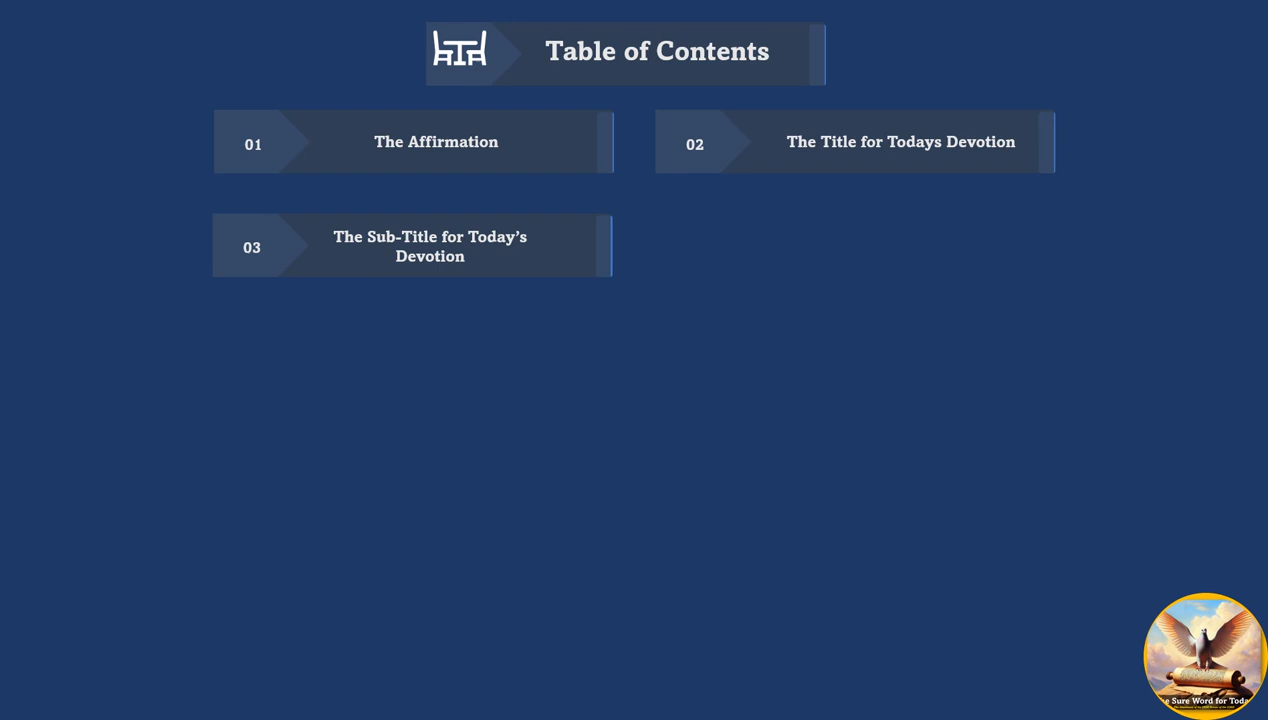 Table of Contents
01
The Affirmation
02
The Title for Todays Devotion
03
The Sub-Title for Today’s
Devotion
Sure Word for